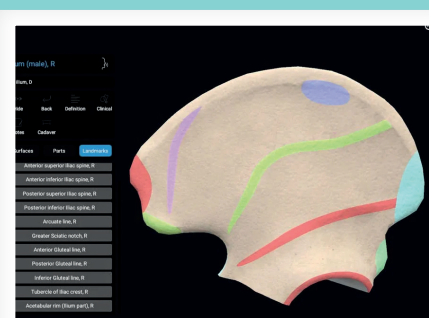 um (male), R
Ilium, D
ide Back Definition Clinical
otes Cadaver
urfaces Parts Landmarks
Anterior superior iliac spine, R
Anterior inferior iliac spine, R
Posterior superior iliac spine, R
Posterior inferior iliac spine, R
Arcuate line, R
Greater Sciatic notch, R
Anterior Gluteal line, R
Posterior Gluteal line, R
Inferior Gluteal line, R
Tubercle of iliac crest, R
Acetabular rim (Ilium part), R